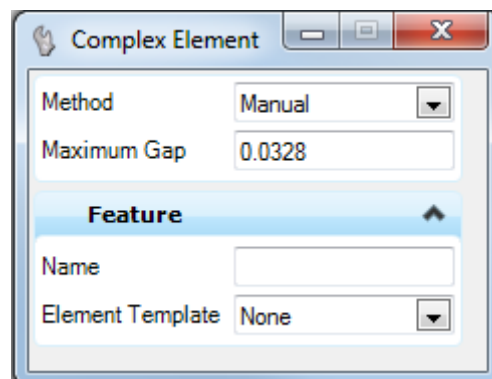 Complex Element
Method Manual
Maximum Gap 0.0328
Feature
Name
Element Template None